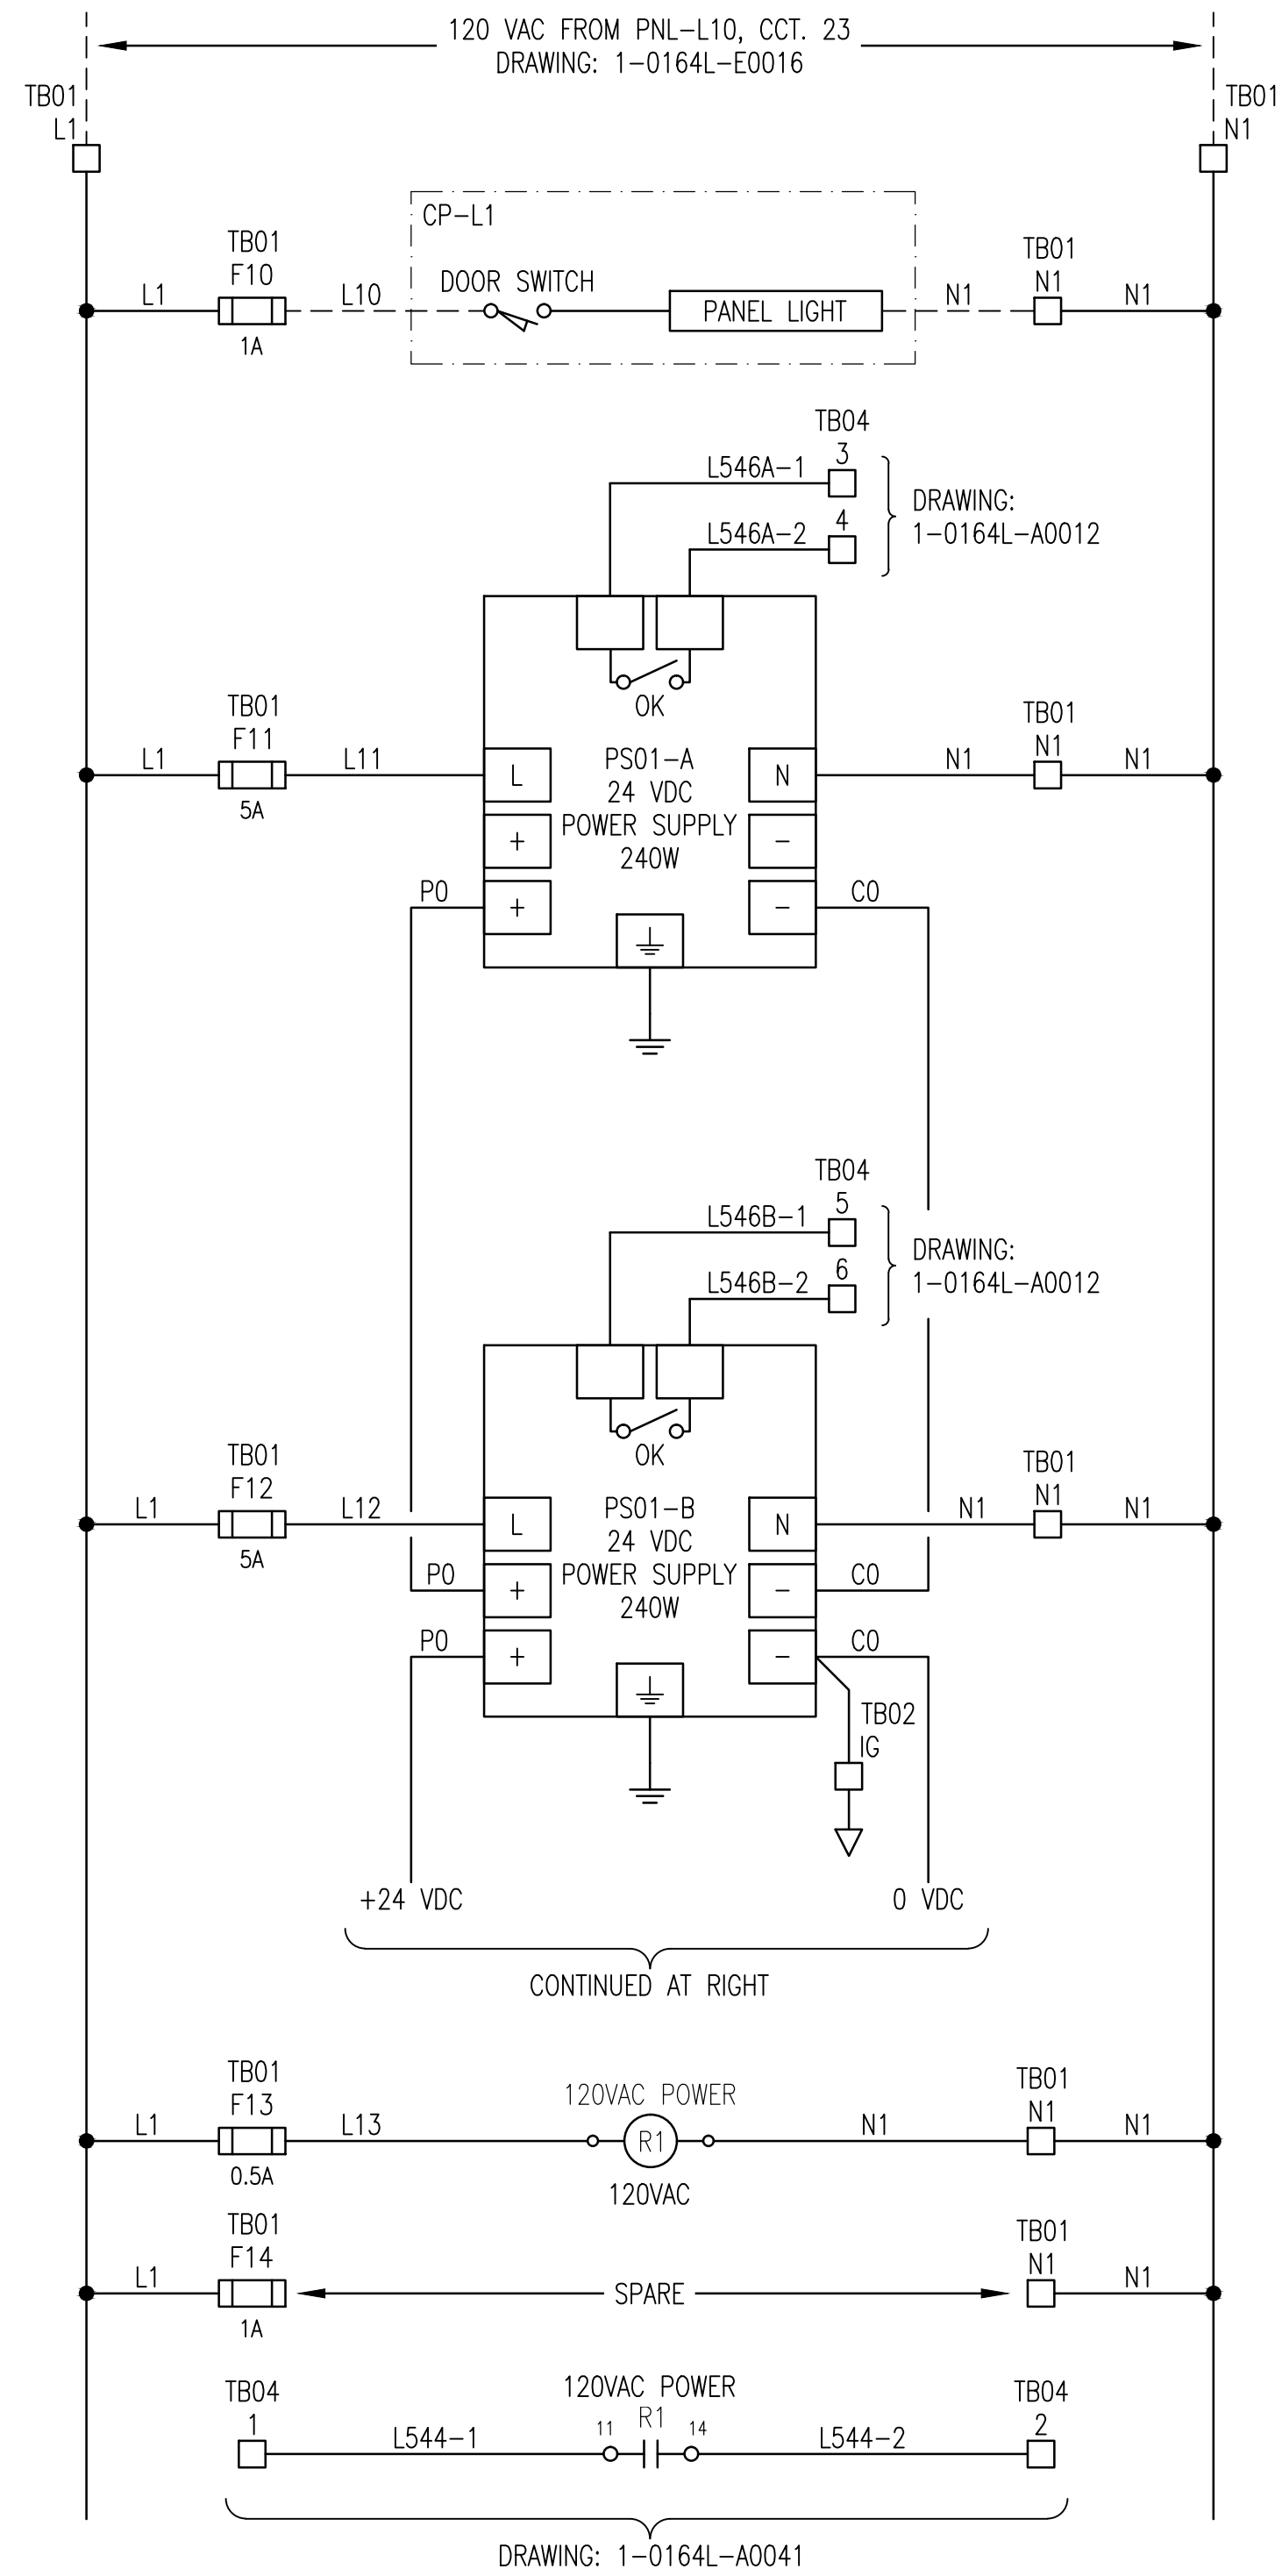 120 VAC FROM PNL-L10, CCT. 23
DRAWING: 1-0164L-E0016
TB01
L1
TB01
N1
CP-L1
TB01
F10
L1
L10
1A
DOOR SWITCH
PANEL LIGHT
N1
TB01
N1
N1
TB04
3
L546A-1
4
L546A-2
DRAWING:
1-0164L-A0012
OK
TB01
F11
L1
L11
5A
L
PS01-A
24 VDC
POWER SUPPLY
240W
N
+
-
+
-
P0
C0
N1
TB01
N1
N1
TB04
5
L546B-1
6
L546B-2
DRAWING:
1-0164L-A0012
OK
TB01
F12
L1
L12
5A
L
PS01-B
24 VDC
POWER SUPPLY
240W
N
N1
TB01
N1
N1
P0
+
-
C0
P0
+
-
C0
TB02
IG
+24 VDC
0 VDC
CONTINUED AT RIGHT
TB01
F13
L1
L13
0.5A
120VAC POWER
R1
120VAC
N1
TB01
N1
N1
TB01
F14
L1
1A
SPARE
TB01
N1
N1
120VAC POWER
TB04
1
L544-1
11
R1
14
L544-2
TB04
2
DRAWING: 1-0164L-A0041